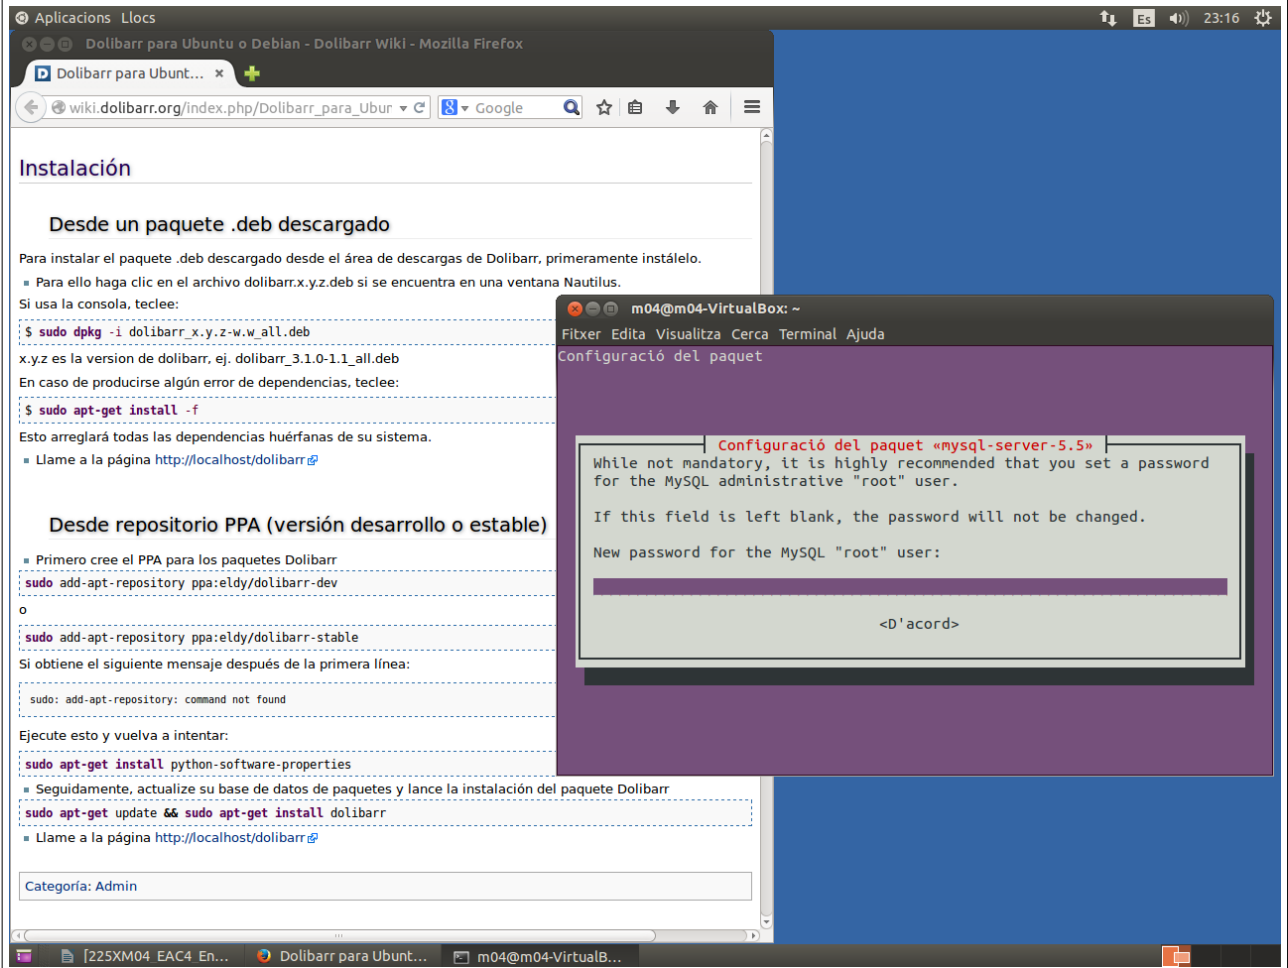 Aplicacions Llocs
Es 23:16
Dolibarr para Ubuntu o Debian - Dolibarr Wiki - Mozilla Firefox
Dolibarr para Ubunt...
wiki.dolibarr.org/index.php/Dolibarr_para_Ubur
Google
Instalación
Desde un paquete .deb descargado
Para instalar el paquete .deb descargado desde el área de descargas de Dolibarr, primeramente instálelo.
Para ello haga clic en el archivo dolibarr.x.y.z.deb si se encuentra en una ventana Nautilus.
Si usa la consola, teclee:
$ sudo dpkg -i dolibarr_x.y.z-w.w_all.deb
x.y.z es la version de dolibarr, ej. dolibarr_3.1.0-1.1_all.deb
En caso de producirse algún error de dependencias, teclee:
$ sudo apt-get install -f
Esto arreglará todas las dependencias huérfanas de su sistema.
Llame a la página http://localhost/dolibarr
Desde repositorio PPA (versión desarrollo o estable)
Primero cree el PPA para los paquetes Dolibarr
sudo add-apt-repository ppa:eldy/dolibarr-dev
o
sudo add-apt-repository ppa:eldy/dolibarr-stable
Si obtiene el siguiente mensaje después de la primera línea:
sudo: add-apt-repository: command not found
Ejecute esto y vuelva a intentar:
sudo apt-get install python-software-properties
Seguidamente, actualize su base de datos de paquetes y lance la instalación del paquete Dolibarr
sudo apt-get update && sudo apt-get install dolibarr
Llame a la página http://localhost/dolibarr
Categoría: Admin
m04@m04-VirtualBox: ~
Fitxer Edita Visualitza Cerca Terminal Ajuda
Configuració del paquet
Configuració del paquet «mysql-server-5.5»
While not mandatory, it is highly recommended that you set a password
for the MySQL administrative "root" user.
If this field is left blank, the password will not be changed.
New password for the MySQL "root" user:
<D'acord>
[225XM04_EAC4_En...
Dolibarr para Ubunt...
m04@m04-VirtualB...